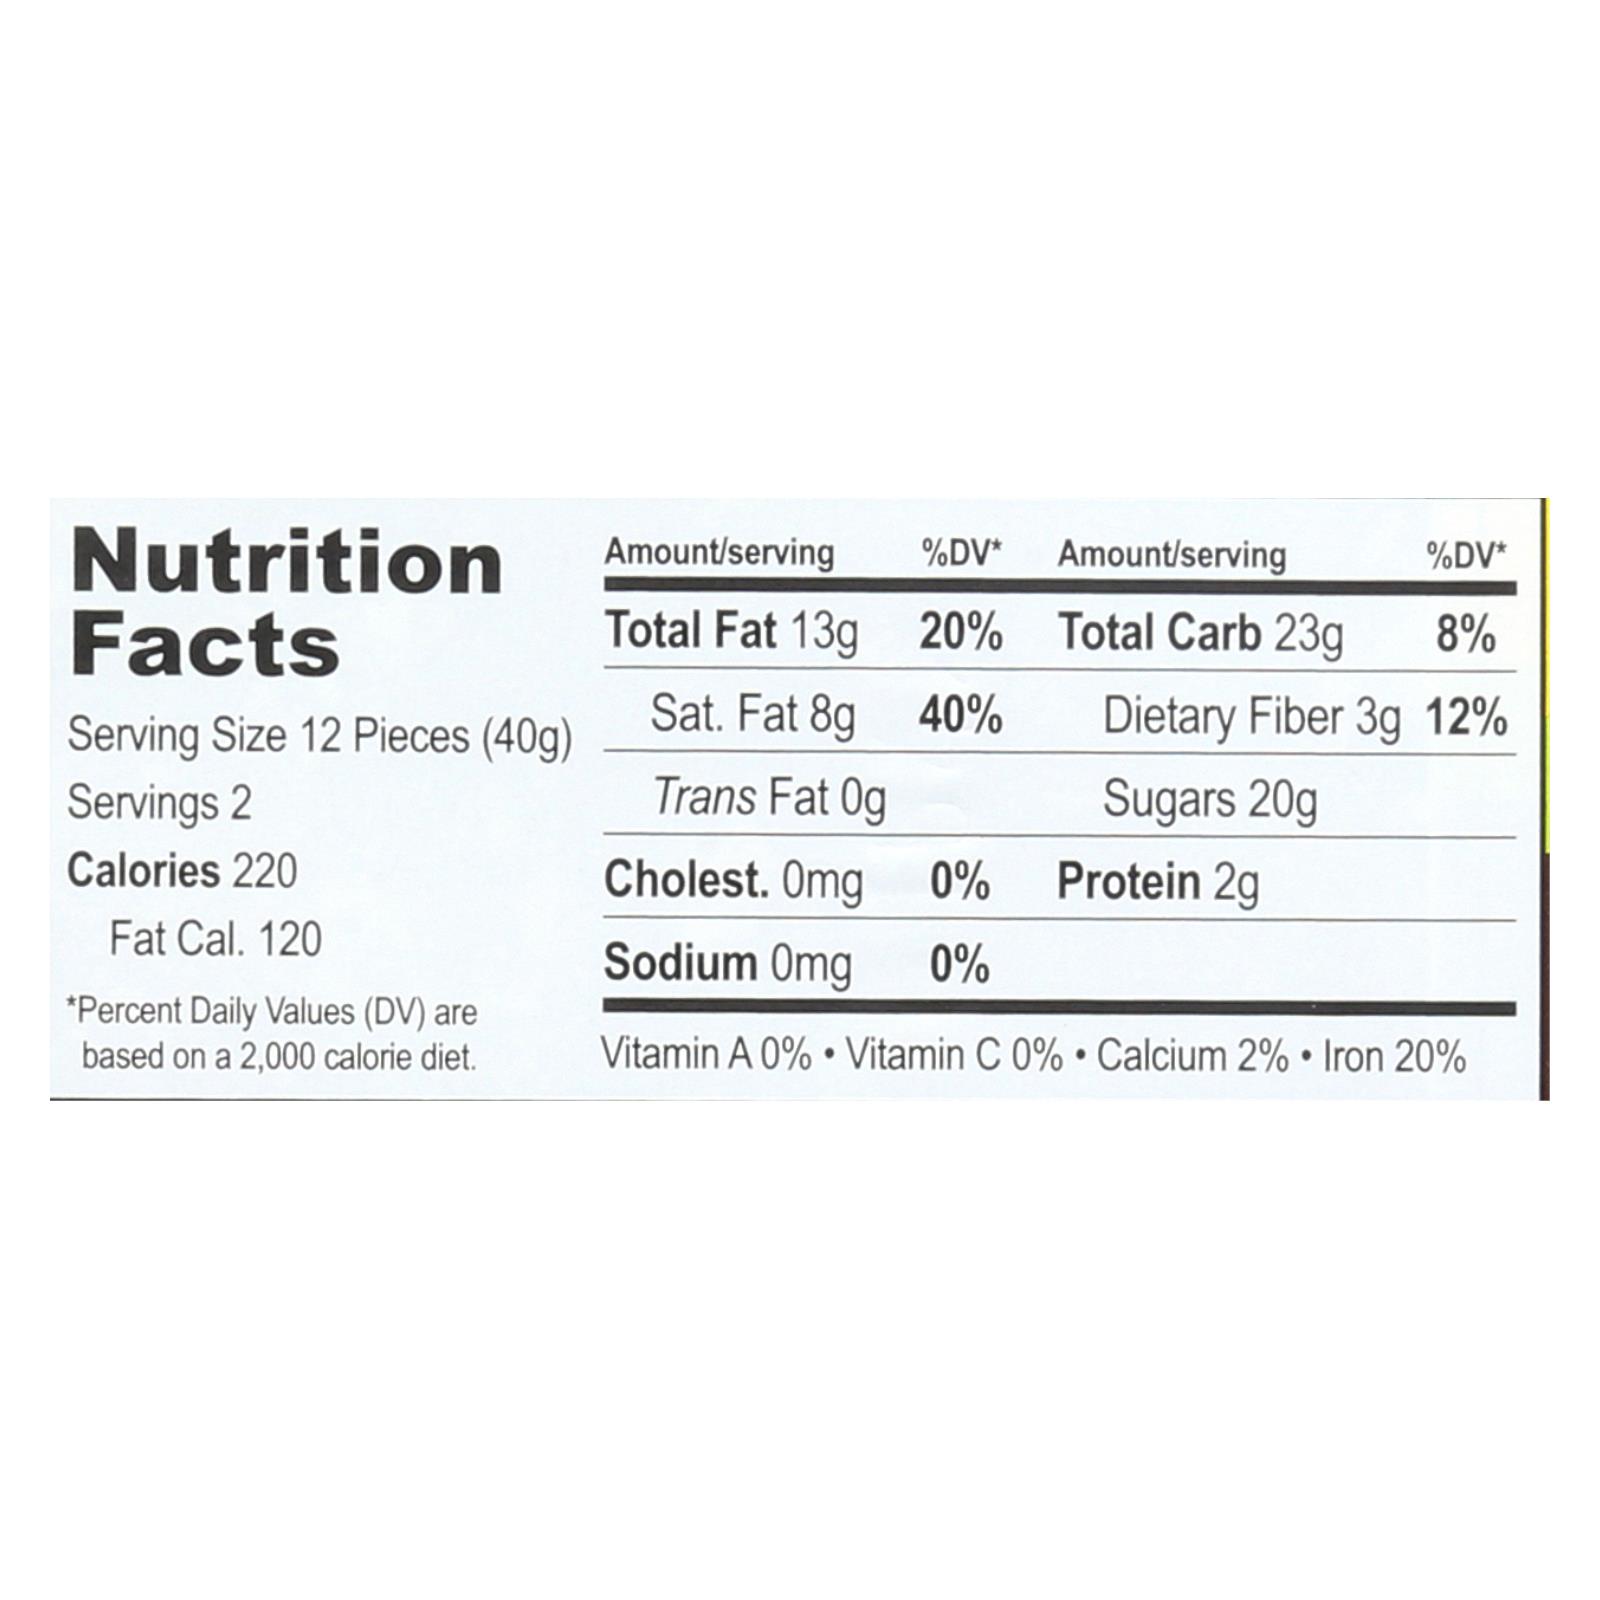 Nutrition
Facts
Serving Size 12 Pieces (40g)
Servings 2
Calories 220
Fat Cal. 120
*Percent Daily Values (DV) are
based on a 2,000 calorie diet.
Amount/serving %DV* Amount/serving %DV*
Total Fat 13g 20% Total Carb 23g 8%
Sat. Fat 8g 40% Dietary Fiber 3g 12%
Trans Fat 0g Sugars 20g
Cholest. 0mg 0% Protein 2g
Sodium 0mg 0%
Vitamin A 0% • Vitamin C 0% • Calcium 2% • Iron 20%